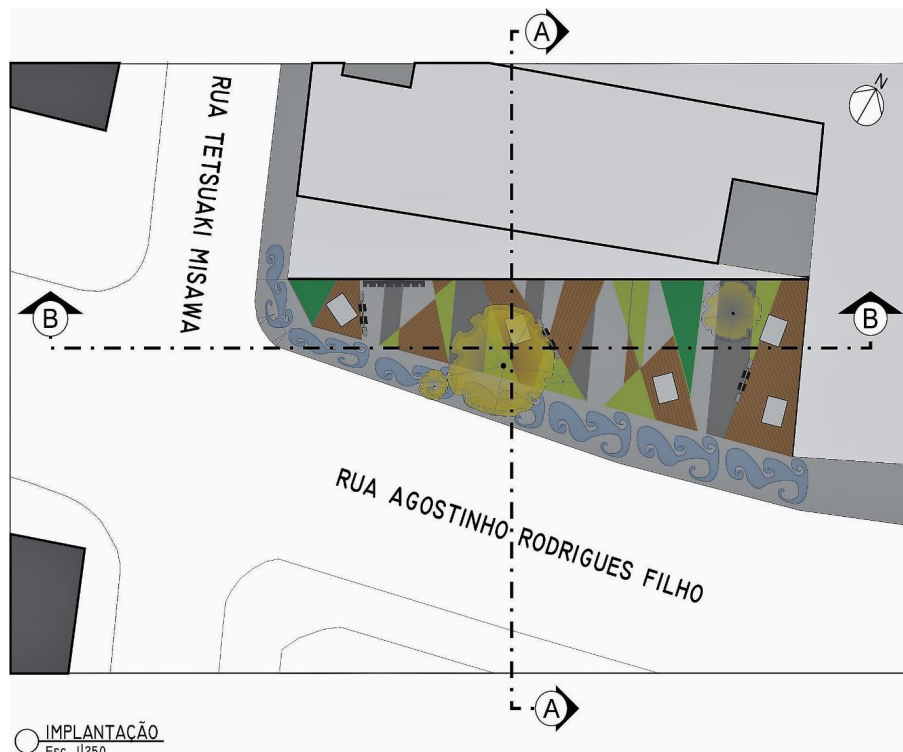 A
N
RUA TETSUAKI MISAWA
B
B
RUA AGOSTINHO RODRIGUES FILHO
A
IMPLANTAÇÃO
Esc. 1|250